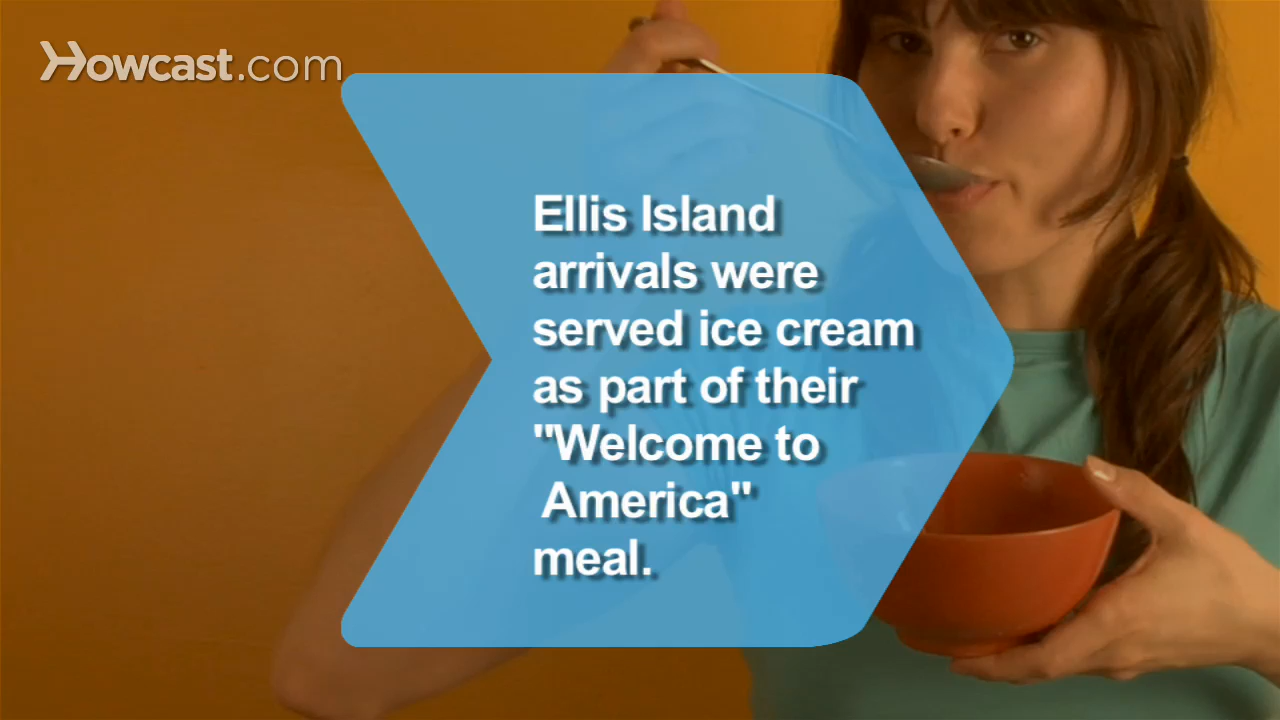 Howcast.com
Ellis Island
arrivals were
served ice cream
as part of their
"Welcome to
America"
meal.